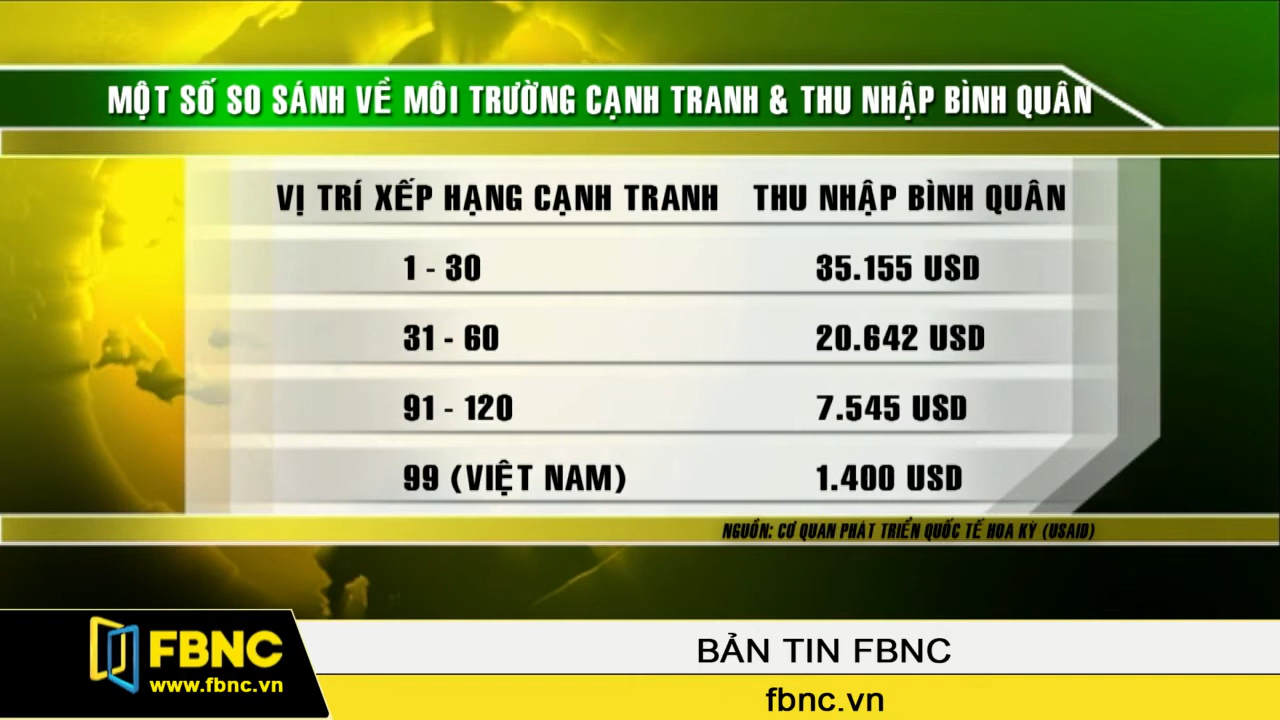 MỘT SỐ SO SÁNH VỀ MÔI TRƯỜNG CẠNH TRANH & THU NHẬP BÌNH QUÂN
VỊ TRÍ XẾP HẠNG CẠNH TRANH THU NHẬP BÌNH QUÂN
1 - 30 35.155 USD
31 - 60 20.642 USD
91 - 120 7.545 USD
99 (VIỆT NAM) 1.400 USD
NGUỒN: CƠ QUAN PHÁT TRIỂN QUỐC TẾ HOA KỲ (USAID)
FBNC
www.fbnc.vn
BẢN TIN FBNC
fbnc.vn